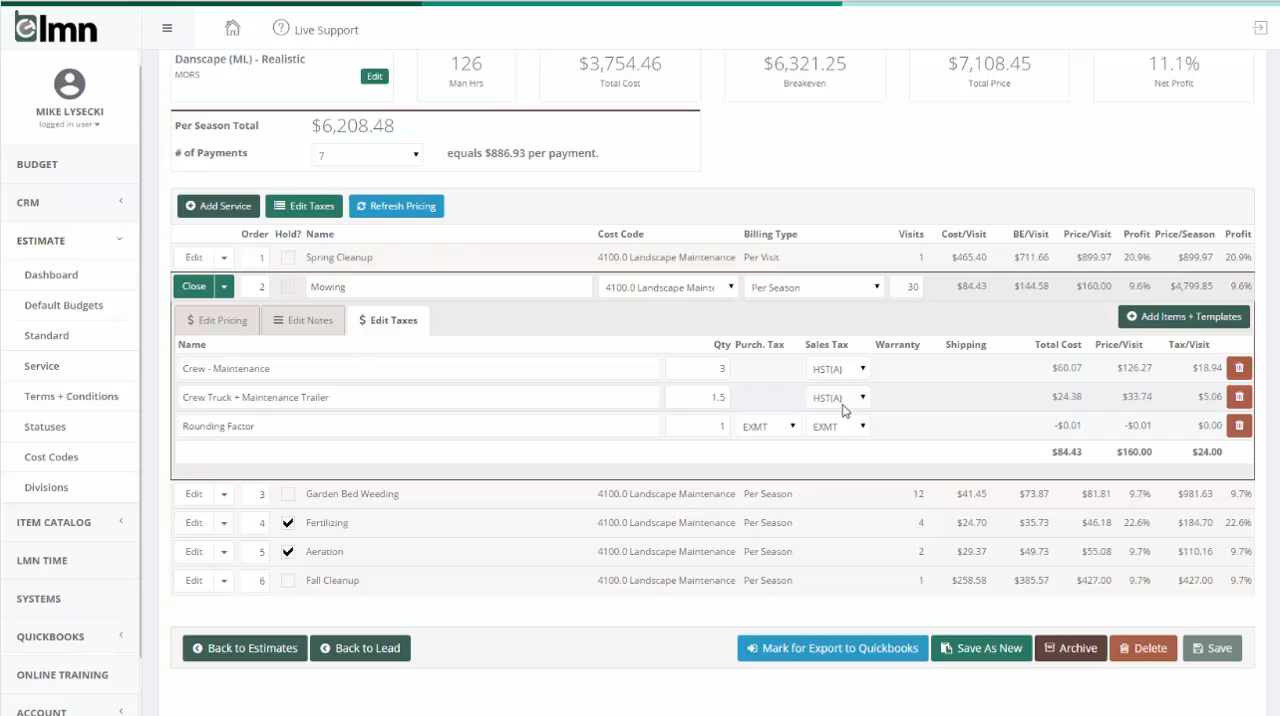 lmn
Live Support
MIKE LYSECKI
logged in user
BUDGET
CRM
ESTIMATE
Dashboard
Default Budgets
Standard
Service
Terms + Conditions
Statuses
Cost Codes
Divisions
ITEM CATALOG
LMN TIME
SYSTEMS
QUICKBOOKS
ONLINE TRAINING
ACCOUNT
Danscape (ML) - Realistic
MORS
Edit
126
Man Hrs
$3,754.46
Total Cost
$6,321.25
Breakeven
$7,108.45
Total Price
11.1%
Net Profit
Per Season Total $6,208.48
# of Payments 7 equals $886.93 per payment.
Add Service Edit Taxes Refresh Pricing
Order Hold? Name Cost Code Billing Type Visits Cost/Visit BE/Visit Price/Visit Profit Price/Season Profit
Edit 1 Spring Cleanup 4100.0 Landscape Maintenance Per Visit 1 $465.40 $711.66 $899.97 20.9% $899.97 20.9%
Close 2 Mowing 4100.0 Landscape Mainte Per Season 30 $84.43 $144.58 $160.00 9.6% $4,799.85 9.6%
$ Edit Pricing Edit Notes $ Edit Taxes Add Items + Templates
Name Qty Purch. Tax Sales Tax Warranty Shipping Total Cost Price/Visit Tax/Visit
Crew - Maintenance 3 HST(A) $60.07 $126.27 $18.94
Crew Truck + Maintenance Trailer 1.5 HST(A) $24.38 $33.74 $5.06
Rounding Factor 1 EXMT EXMT -$0.01 -$0.01 $0.00
$84.43 $160.00 $24.00
Edit 3 Garden Bed Weeding 4100.0 Landscape Maintenance Per Season 12 $41.45 $73.87 $81.81 9.7% $981.63 9.7%
Edit 4 Fertilizing 4100.0 Landscape Maintenance Per Season 4 $24.70 $35.73 $46.18 22.6% $184.70 22.6%
Edit 5 Aeration 4100.0 Landscape Maintenance Per Season 2 $29.37 $49.73 $55.08 9.7% $110.16 9.7%
Edit 6 Fall Cleanup 4100.0 Landscape Maintenance Per Season 1 $258.58 $385.57 $427.00 9.7% $427.00 9.7%
Back to Estimates Back to Lead Mark for Export to Quickbooks Save As New Archive Delete Save